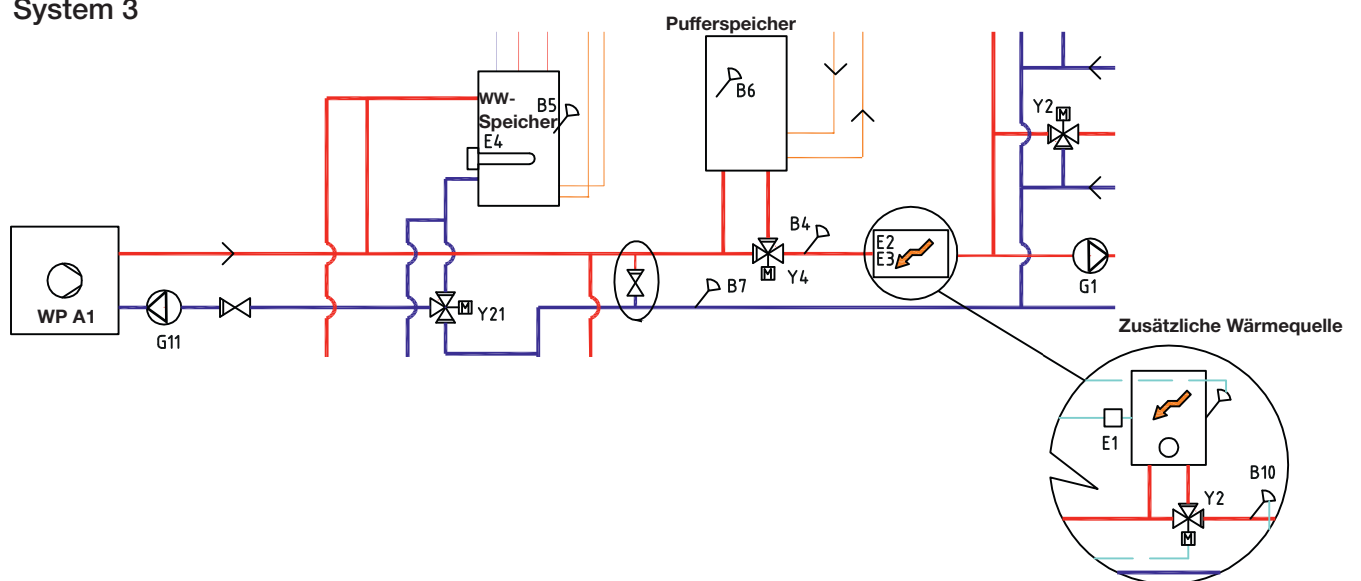 System 3
Pufferspeicher
WW-
Speicher
B5
E4
B6
Y2
M
WP A1
G11
Y21
M
B7
B4
Y4
M
E2
E3
G1
Zusätzliche Wärmequelle
E1
B10
Y2
M